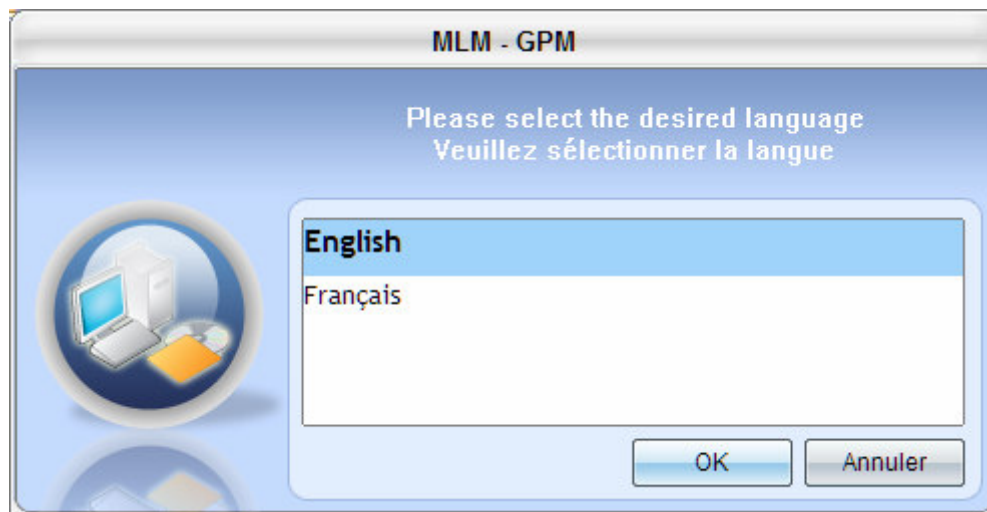 MLM - GPM
Please select the desired language
Veuillez sélectionner la langue
English
Français
OK
Annuler